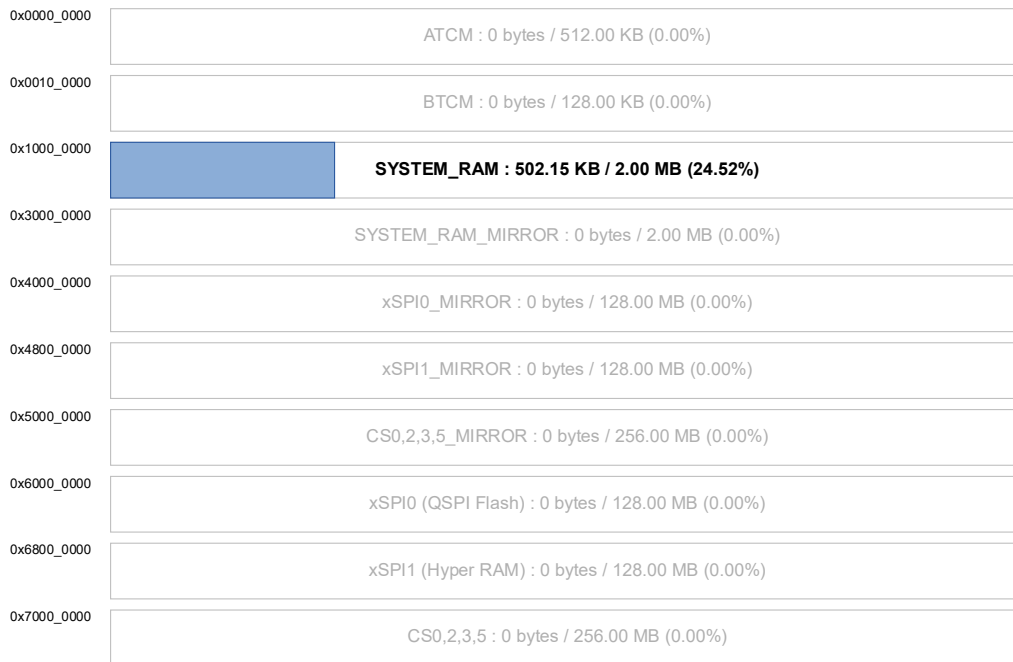 0x0000_0000
ATCM : 0 bytes / 512.00 KB (0.00%)
0x0010_0000
BTCM : 0 bytes / 128.00 KB (0.00%)
0x1000_0000
SYSTEM_RAM : 502.15 KB / 2.00 MB (24.52%)
0x3000_0000
SYSTEM_RAM_MIRROR : 0 bytes / 2.00 MB (0.00%)
0x4000_0000
xSPI0_MIRROR : 0 bytes / 128.00 MB (0.00%)
0x4800_0000
xSPI1_MIRROR : 0 bytes / 128.00 MB (0.00%)
0x5000_0000
CS0,2,3,5_MIRROR : 0 bytes / 256.00 MB (0.00%)
0x6000_0000
xSPI0 (QSPI Flash) : 0 bytes / 128.00 MB (0.00%)
0x6800_0000
xSPI1 (Hyper RAM) : 0 bytes / 128.00 MB (0.00%)
0x7000_0000
CS0,2,3,5 : 0 bytes / 256.00 MB (0.00%)